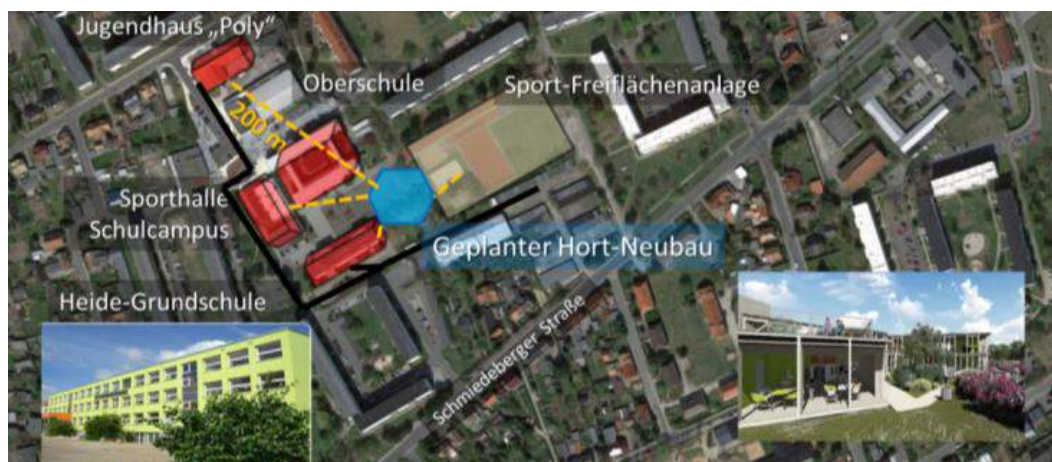 Jugendhaus „Poly“
Oberschule
Sport-Freiflächenanlage
200 m
Sporthalle
Schulcampus
Geplanter Hort-Neubau
Heide-Grundschule
Schmiedeberger Straße